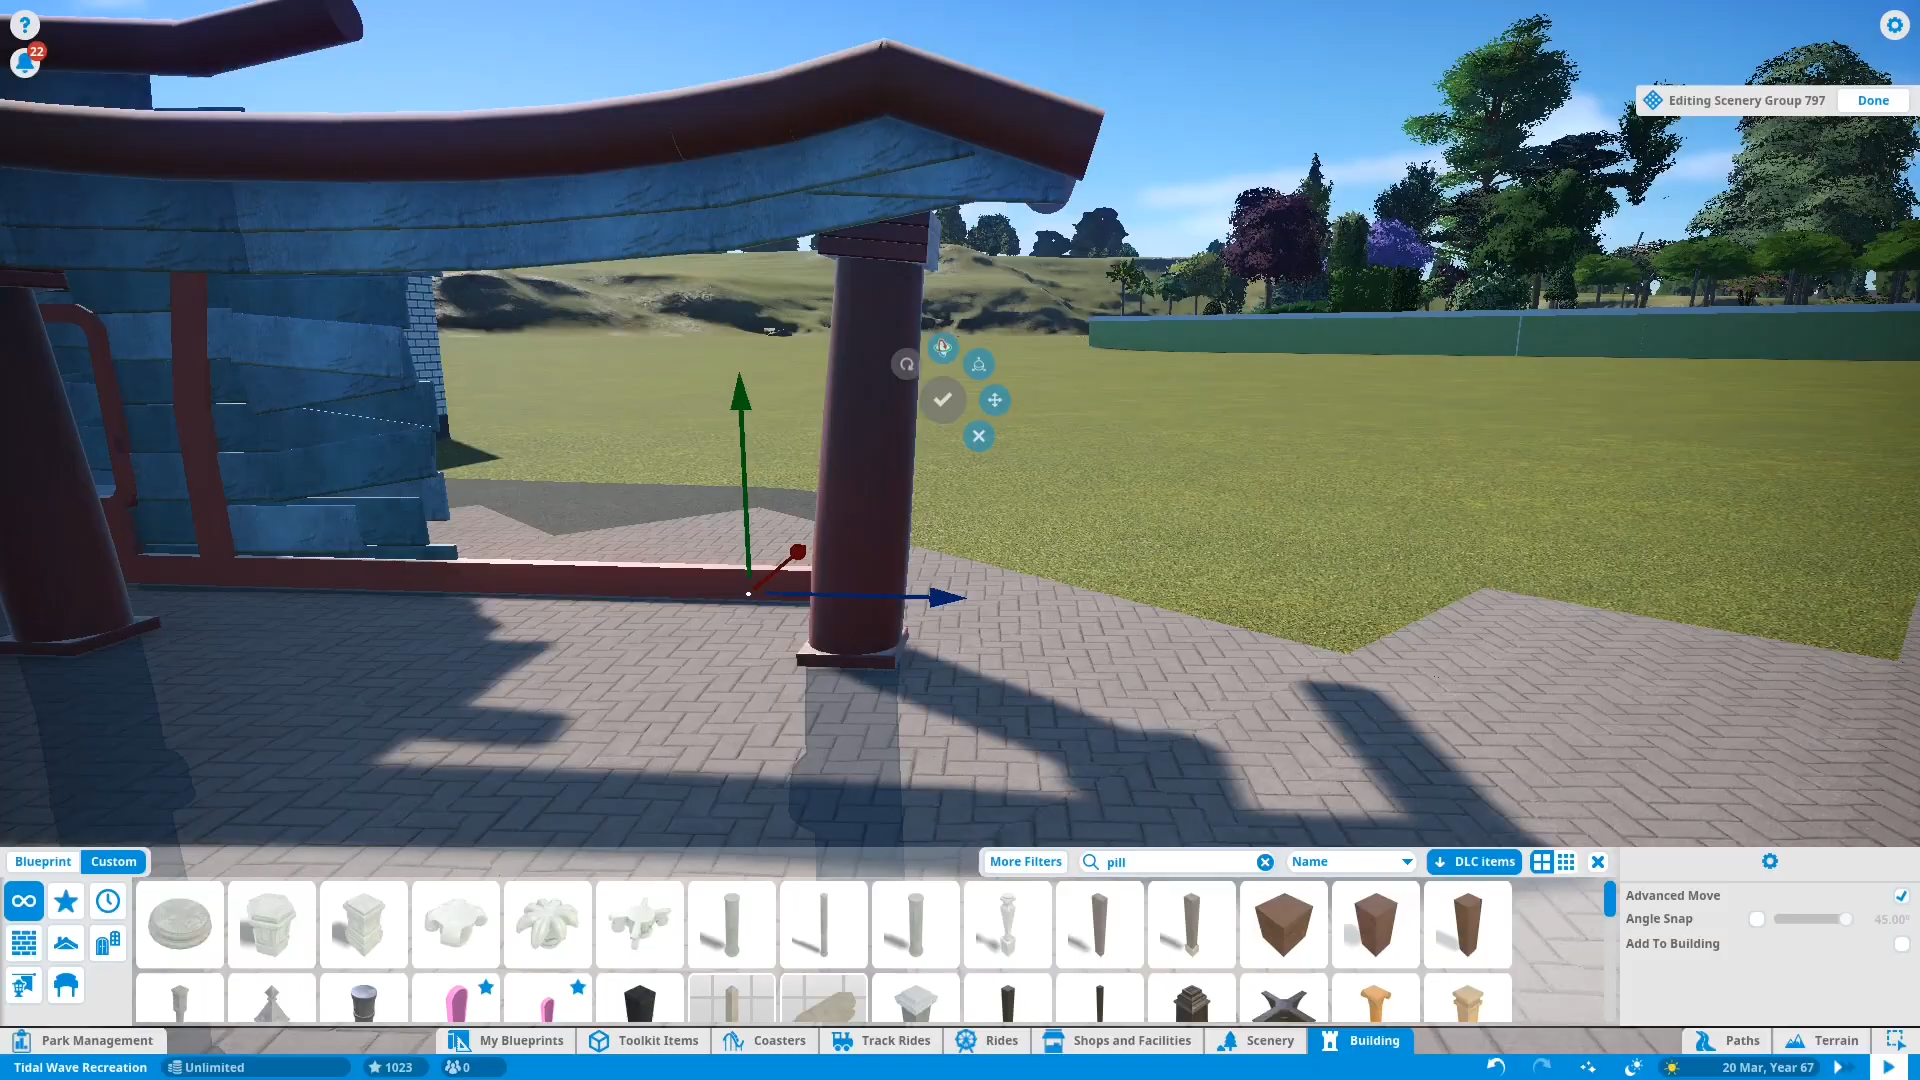 ?
22
Editing Scenery Group 797
Done
Blueprint
Custom
More Filters
pill
Name
DLC items
Advanced Move
Angle Snap
45.00°
Add To Building
Park Management
My Blueprints
Toolkit Items
Coasters
Track Rides
Rides
Shops and Facilities
Scenery
Building
Paths
Terrain
Tidal Wave Recreation
Unlimited
1023
0
20 Mar, Year 67